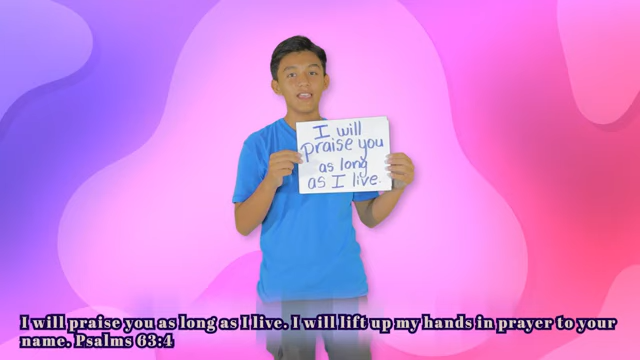 I will
praise you
as long
as I live.
I will praise you as long as I live. I will lift up my hands in prayer to your
name. Psalms 63:4